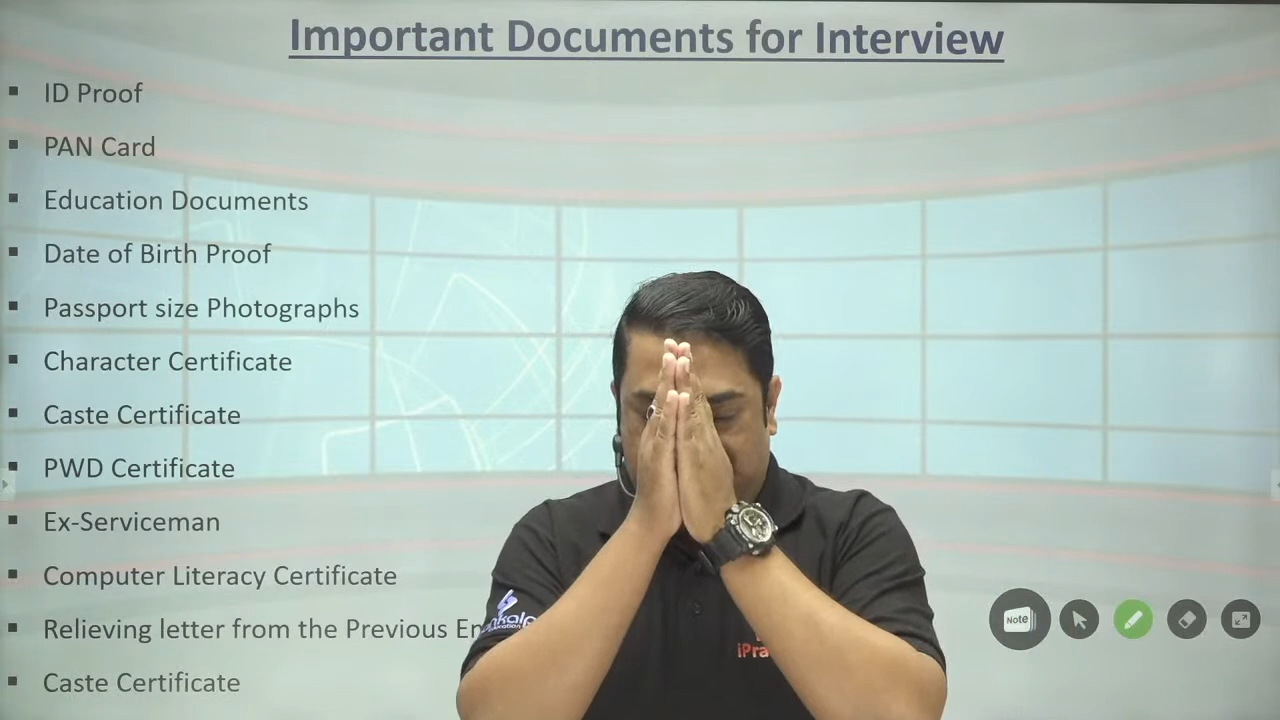 Important Documents for Interview
▪ ID Proof
▪ PAN Card
▪ Education Documents
▪ Date of Birth Proof
▪ Passport size Photographs
▪ Character Certificate
▪ Caste Certificate
▪ PWD Certificate
▪ Ex-Serviceman
▪ Computer Literacy Certificate
▪ Relieving letter from the Previous
▪ Caste Certificate
Note